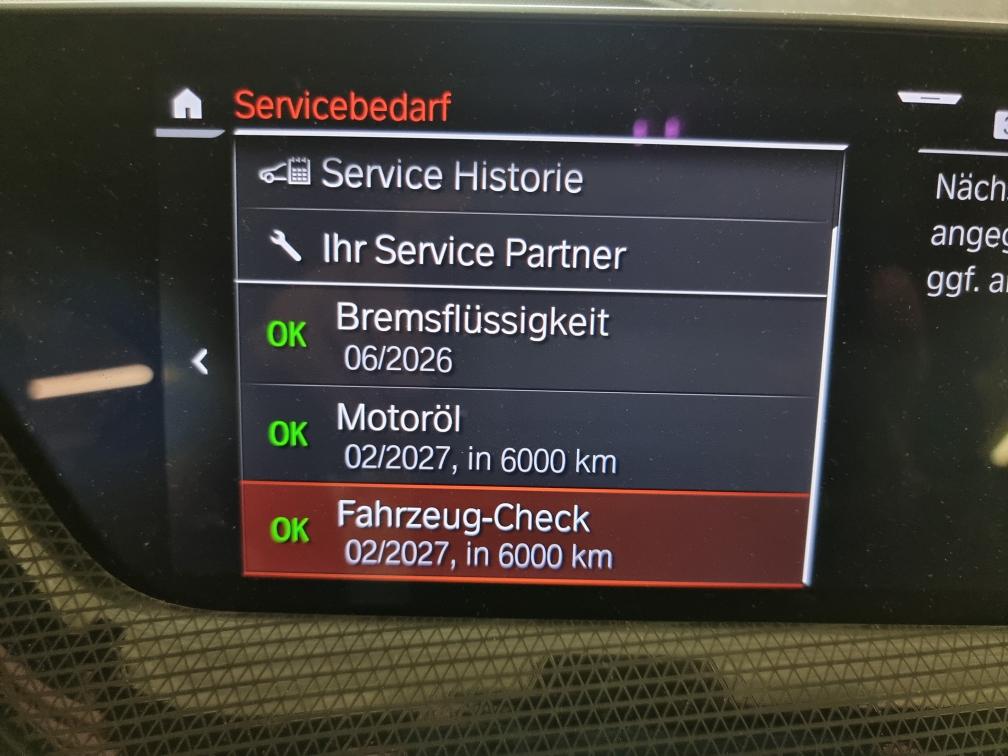 Servicebedarf
Service Historie
Ihr Service Partner
OK
Bremsflüssigkeit
06/2026
OK
Motoröl
02/2027, in 6000 km
OK
Fahrzeug-Check
02/2027, in 6000 km
ggf.